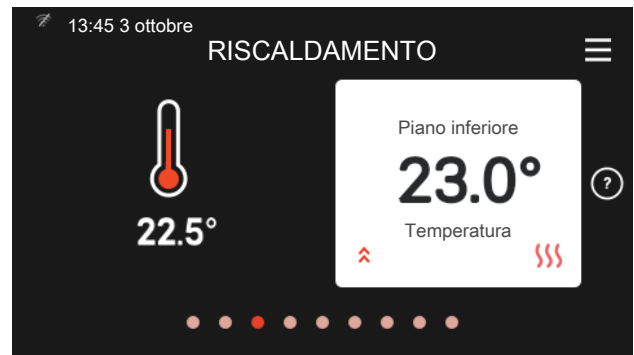 13:45 3 ottobre
RISCALDAMENTO
Piano inferiore
23.0°
Temperatura
22.5°
?